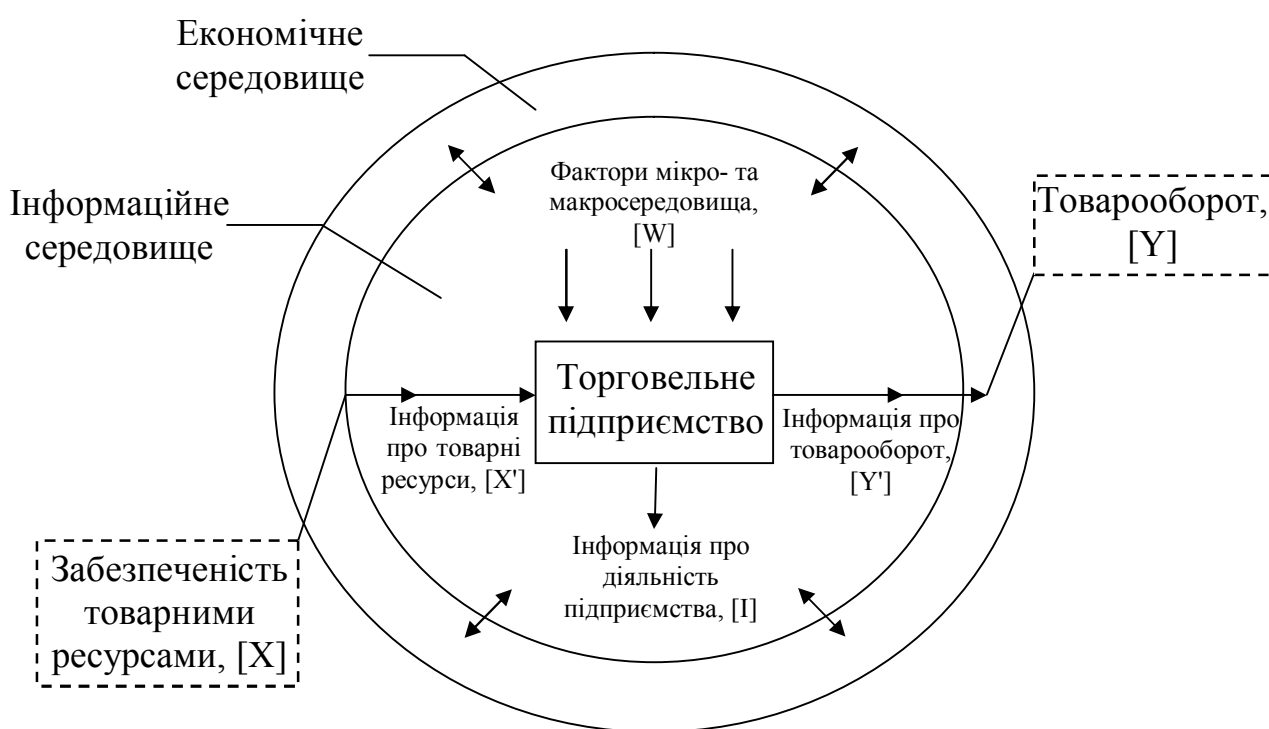 Економічне
середовище
Інформаційне
середовище
Фактори мікро- та
макросередовища,
[W]
Товарооборот,
[Y]
Торговельне
підприємство
Інформація
про товарні
ресурси, [X']
Інформація про
товарооборот,
[Y']
Інформація про
діяльність
підприємства, [I]
Забезпеченість
товарними
ресурсами, [X]